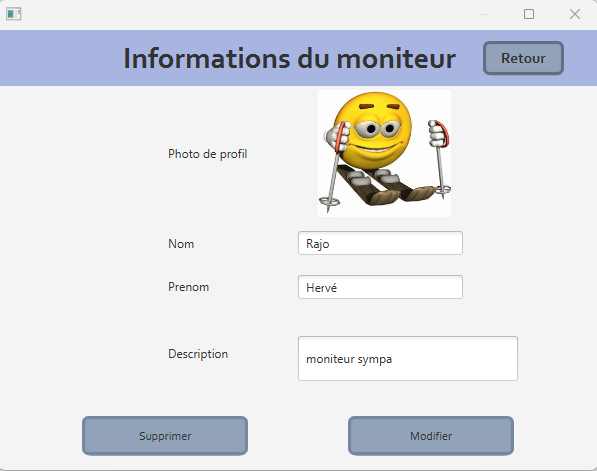 Informations du moniteur
Retour
Photo de profil
Nom
Rajo
Prenom
Hervé
Description
moniteur sympa
Supprimer
Modifier